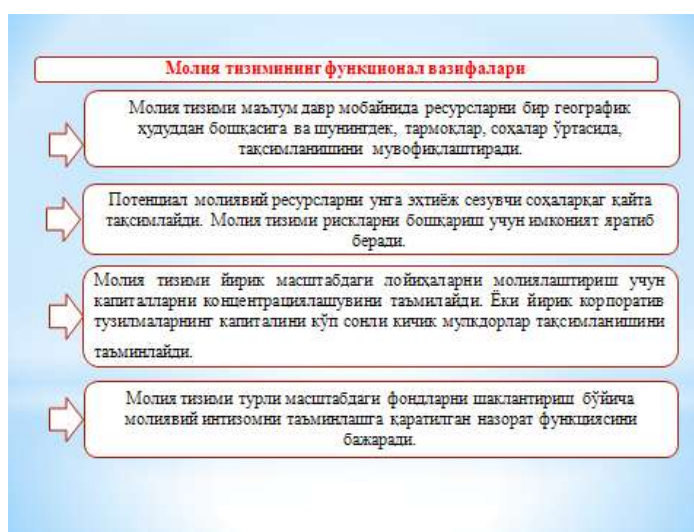 Молия тизимининг функционал вазифалари
Молия тизими маълум давр мобайнида ресурсларни бир географик
ҳудуддан бошқасига ва шунингдек, тармоқлар, соҳалар ўртасида,
тақсимланишини мувофиқлаштиради.
Потенциал молиявий ресурсларни унга эҳтиёж сезувчи соҳаларқаг қайта
тақсимлайди. Молия тизими рискларни бошқариш учун имконият яратиб
беради.
Молия тизими йирик масштабдаги лойиҳаларни молиялаштириш учун
капиталларни концентрациялашувини таъмилайди. Ёки йирик корпоратив
тузилмаларнинг капиталини кўп сонли кичик мулкдорлар тақсимланишини
таъминлайди.
Молия тизими турли масштабдаги фондларни шаклантириш бўйича
молиявий интизомни таъминлашга қаратилган назорат функциясини
бажаради.